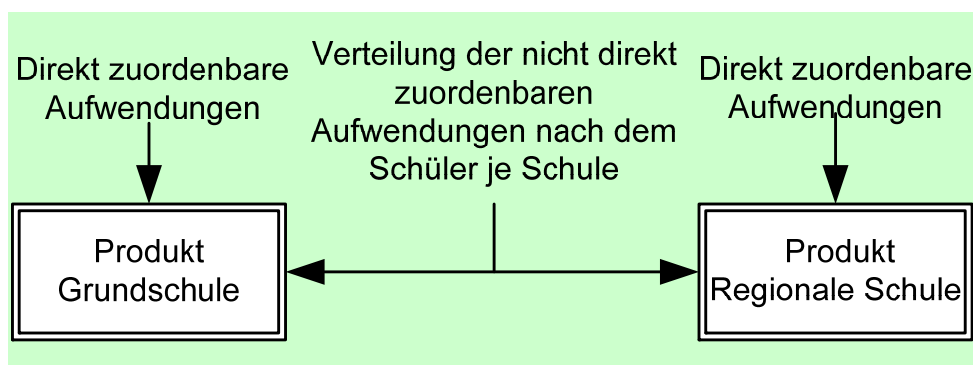 Direkt zuordenbare
Aufwendungen
Verteilung der nicht direkt
zuordenbaren
Aufwendungen nach dem
Schüler je Schule
Direkt zuordenbare
Aufwendungen
Produkt
Grundschule
Produkt
Regionale Schule